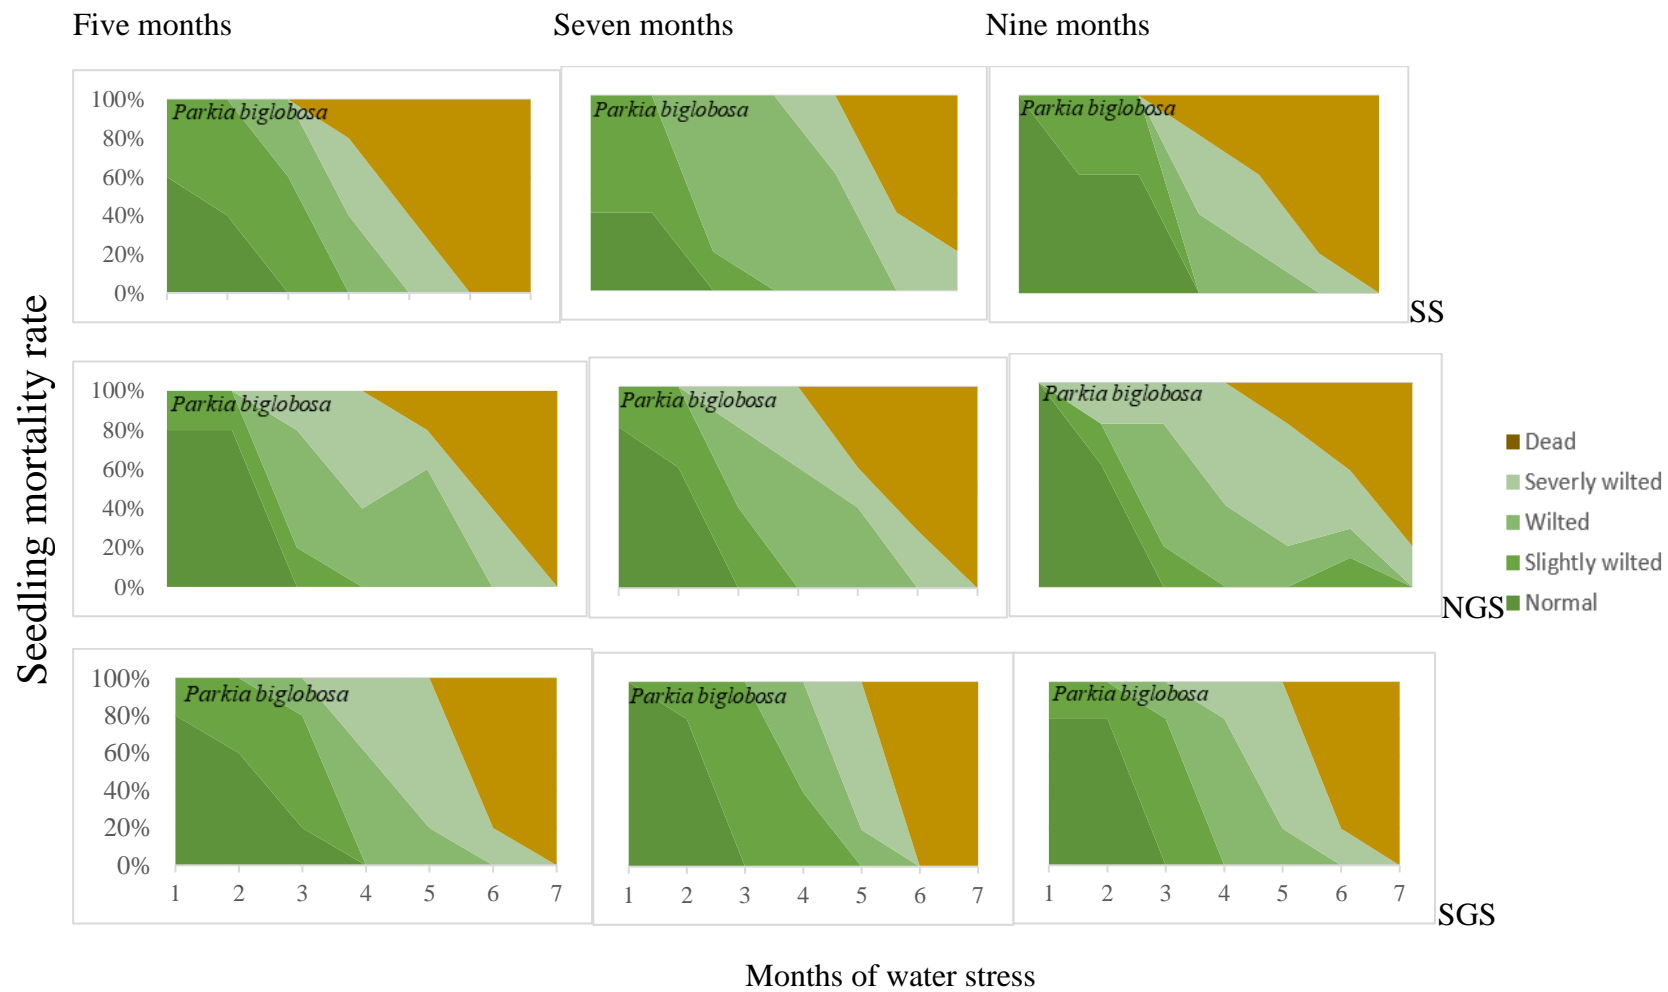 Five months
Seven months
Nine months
Seedling mortality rate
100%
80%
60%
40%
20%
0%
Parkia biglobosa
Parkia biglobosa
Parkia biglobosa
SS
100%
80%
60%
40%
20%
0%
Parkia biglobosa
Parkia biglobosa
Parkia biglobosa
NGS
Dead
Severly wilted
Wilted
Slightly wilted
Normal
100%
80%
60%
40%
20%
0%
Parkia biglobosa
Parkia biglobosa
Parkia biglobosa
1 2 3 4 5 6 7
1 2 3 4 5 6 7
1 2 3 4 5 6 7
SGS
Months of water stress